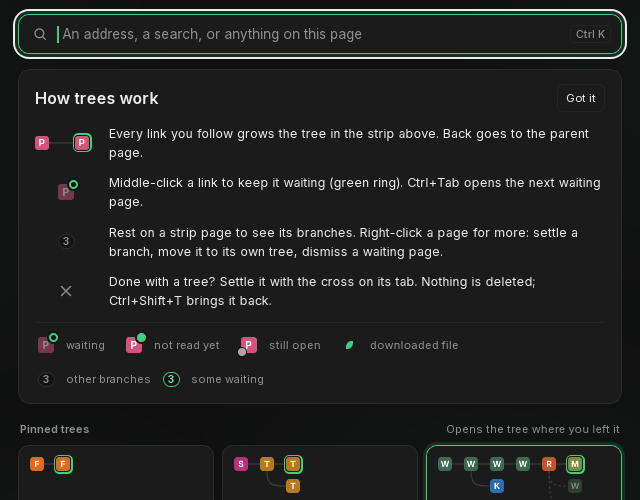 An address, a search, or anything on this page
Ctrl K
How trees work
Got it
P P
Every link you follow grows the tree in the strip above. Back goes to the parent
page.
P
Middle-click a link to keep it waiting (green ring). Ctrl+Tab opens the next waiting
page.
3
Rest on a strip page to see its branches. Right-click a page for more: settle a
branch, move it to its own tree, dismiss a waiting page.
Done with a tree? Settle it with the cross on its tab. Nothing is deleted;
Ctrl+Shift+T brings it back.
P waiting P not read yet P still open downloaded file
3 other branches 3 some waiting
Pinned trees
Opens the tree where you left it
F F
S T T
T
W W W W R M
K W